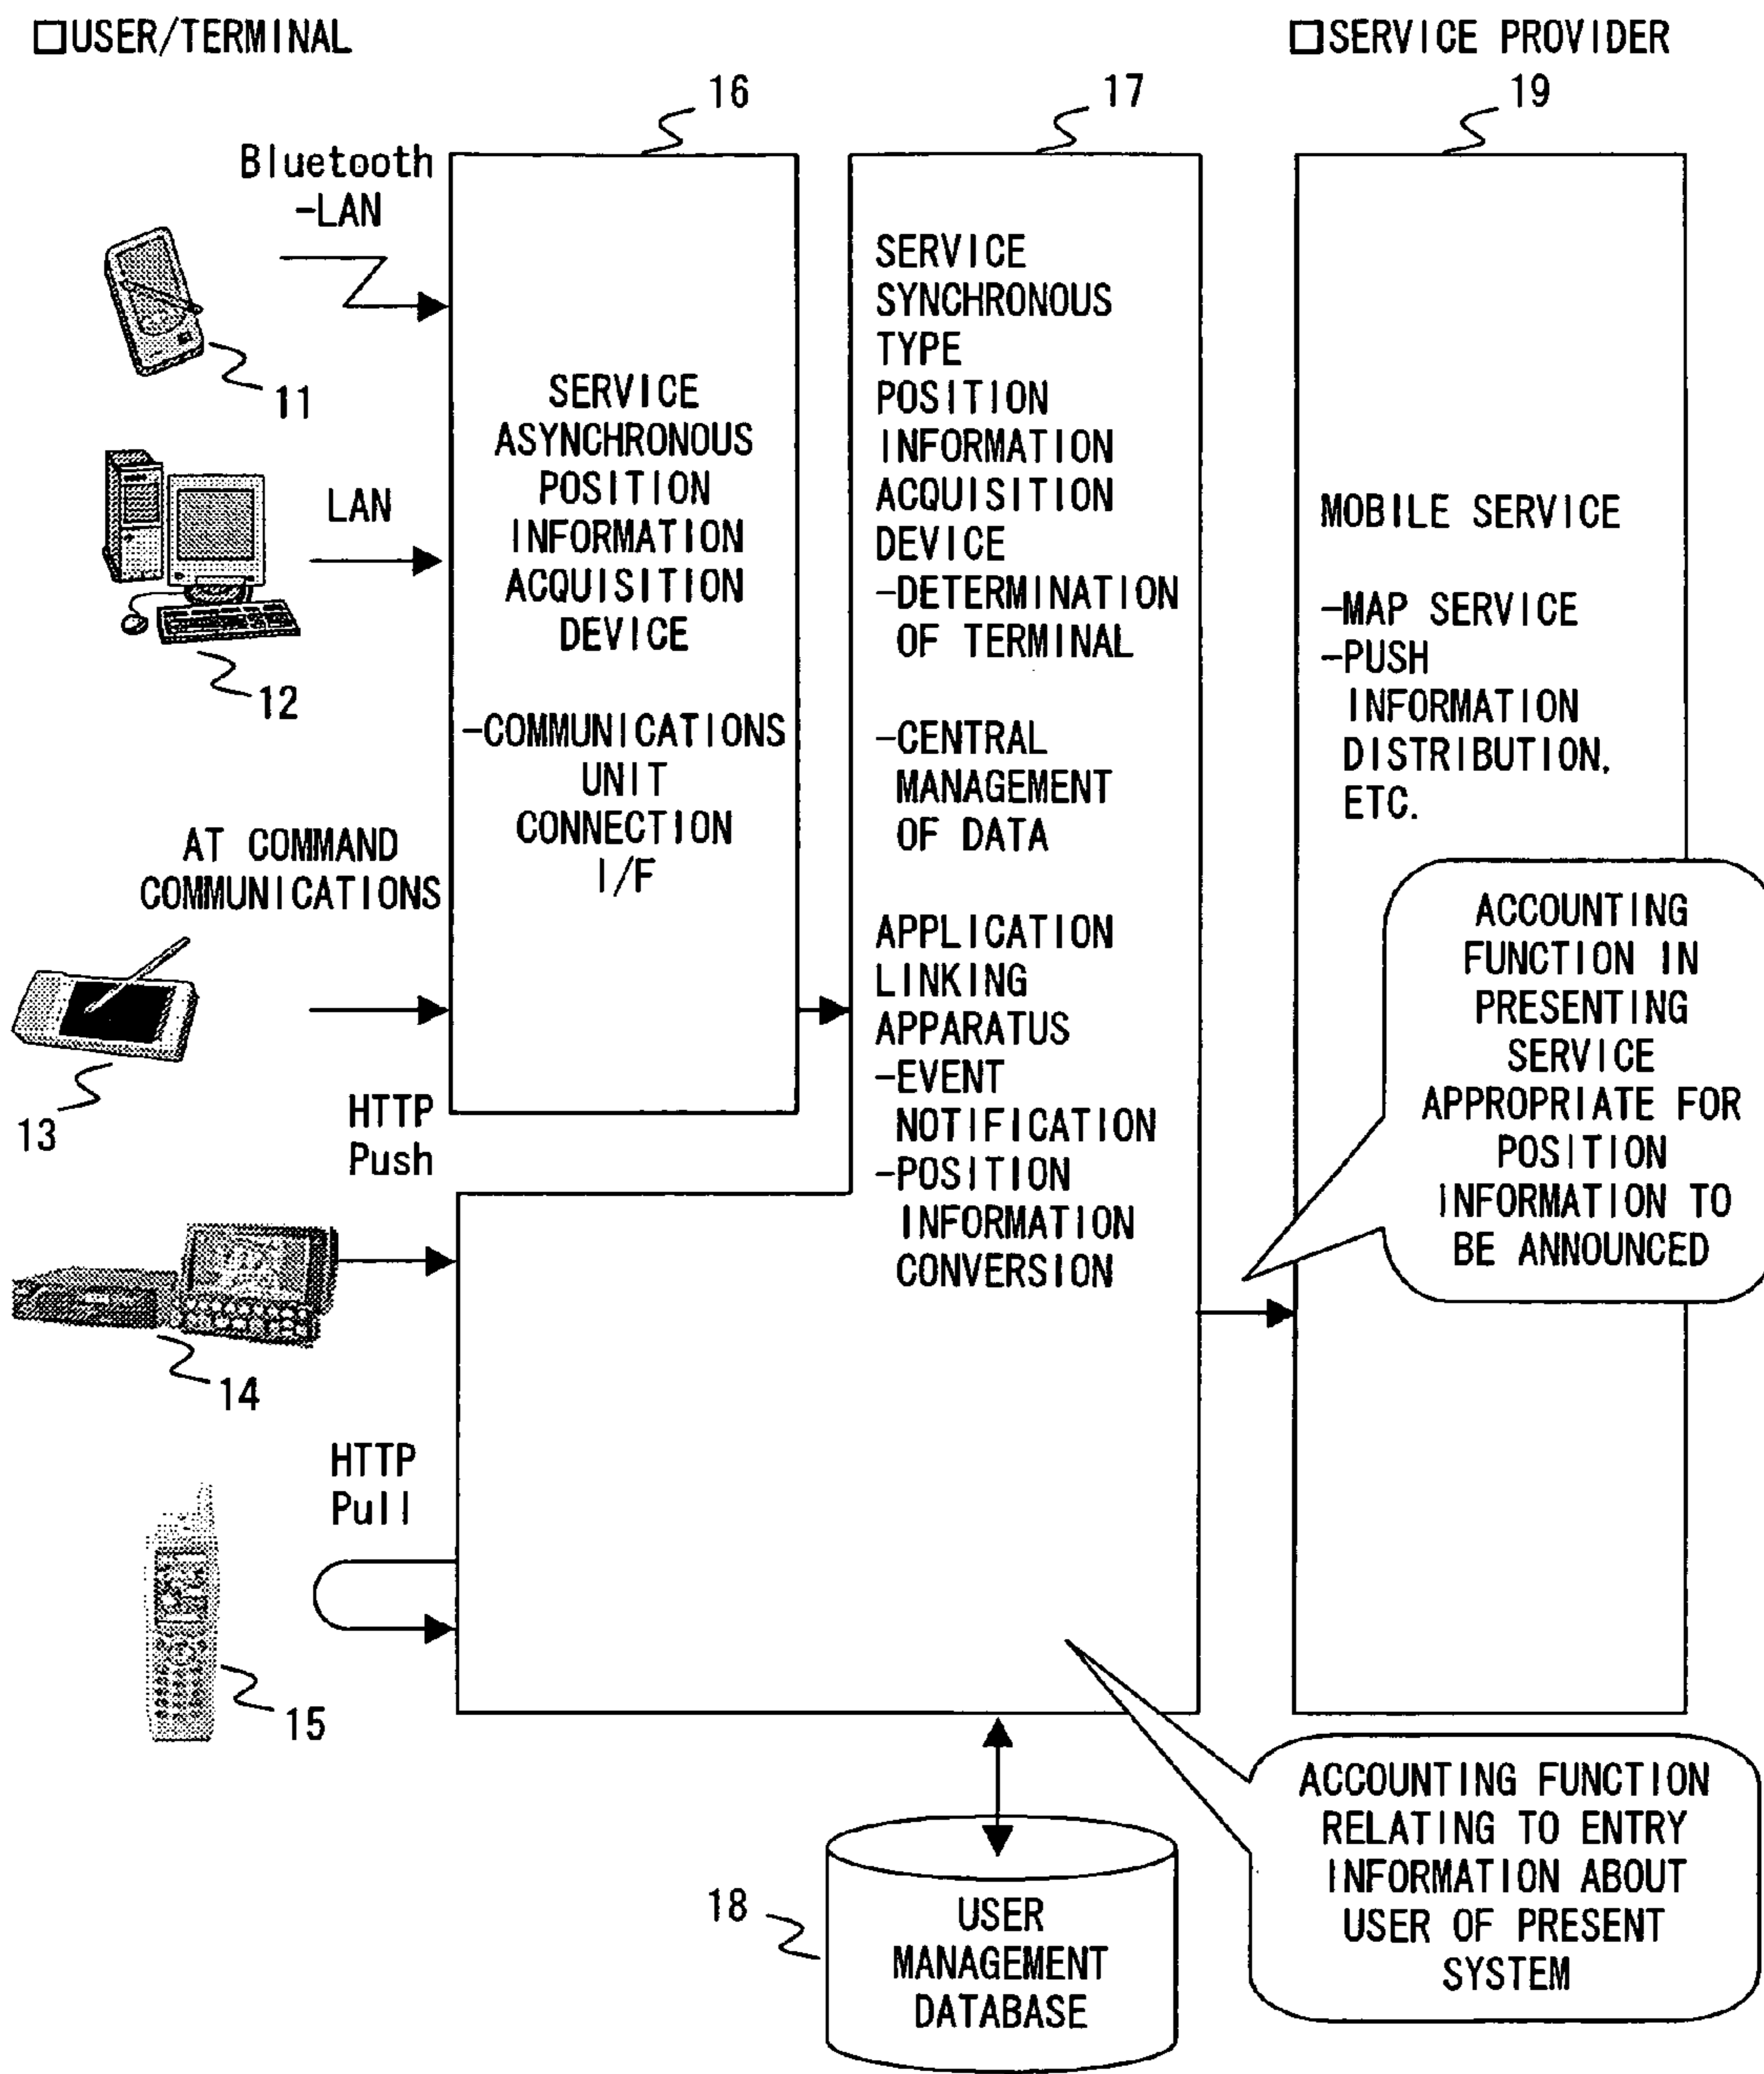 □USER/TERMINAL
□SERVICE PROVIDER
16
17
19
Bluetooth
-LAN
11
LAN
12
AT COMMAND
COMMUNICATIONS
13
HTTP
Push
14
HTTP
Pull
15
SERVICE
ASYNCHRONOUS
POSITION
INFORMATION
ACQUISITION
DEVICE
-COMMUNICATIONS
UNIT
CONNECTION
I/F
SERVICE
SYNCHRONOUS
TYPE
POSITION
INFORMATION
ACQUISITION
DEVICE
-DETERMINATION
OF TERMINAL
-CENTRAL
MANAGEMENT
OF DATA
APPLICATION
LINKING
APPARATUS
-EVENT
NOTIFICATION
-POSITION
INFORMATION
CONVERSION
MOBILE SERVICE
-MAP SERVICE
-PUSH
INFORMATION
DISTRIBUTION,
ETC.
ACCOUNTING
FUNCTION IN
PRESENTING
SERVICE
APPROPRIATE FOR
POSITION
INFORMATION TO
BE ANNOUNCED
ACCOUNTING FUNCTION
RELATING TO ENTRY
INFORMATION ABOUT
USER OF PRESENT
SYSTEM
18
USER
MANAGEMENT
DATABASE